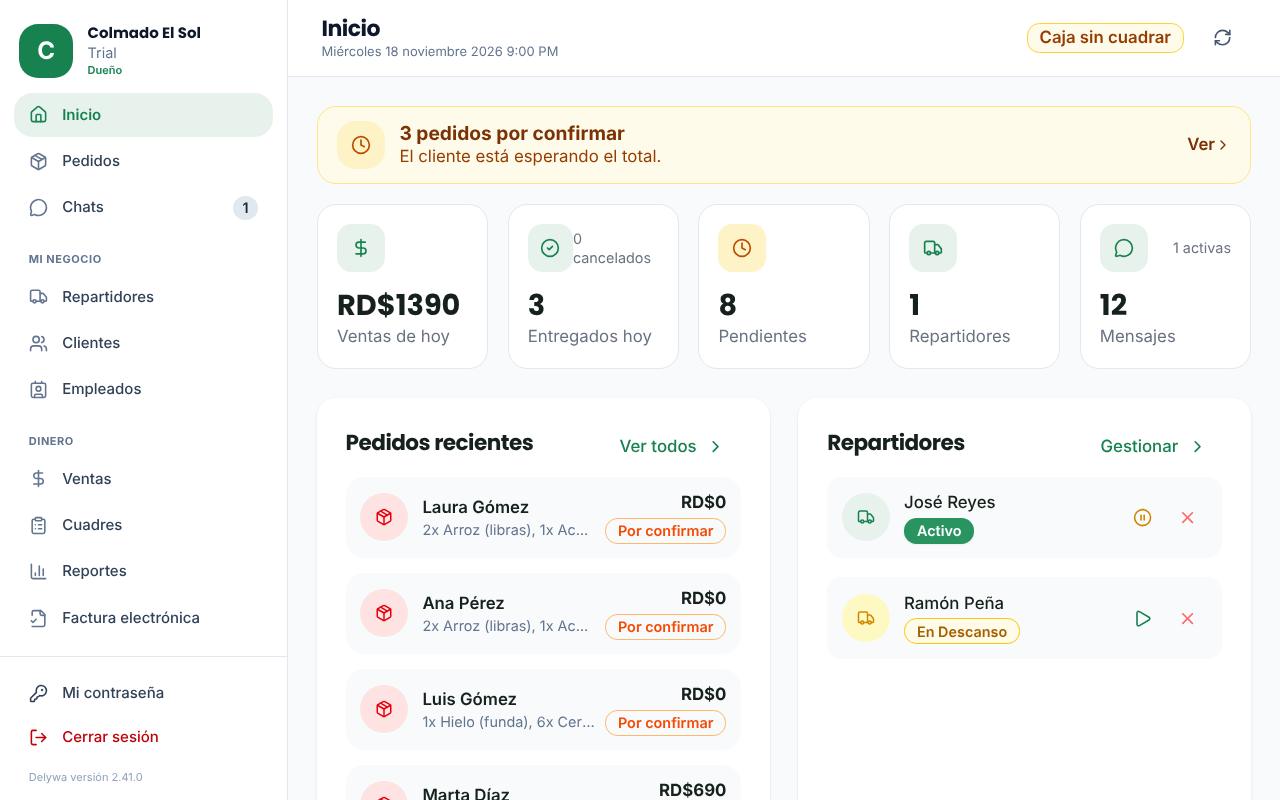 C
Colmado El Sol
Trial
Dueño
Inicio
Pedidos
Chats
1
MI NEGOCIO
Repartidores
Clientes
Empleados
DINERO
Ventas
Cuadres
Reportes
Factura electrónica
Mi contraseña
Cerrar sesión
Delywa versión 2.41.0
Inicio
Miércoles 18 noviembre 2026 9:00 PM
Caja sin cuadrar
3 pedidos por confirmar
El cliente está esperando el total.
Ver
RD$1390
Ventas de hoy
0
cancelados
3
Entregados hoy
8
Pendientes
1
Repartidores
1 activas
12
Mensajes
Pedidos recientes
Ver todos
Laura Gómez
RD$0
2x Arroz (libras), 1x Ac...
Por confirmar
Ana Pérez
RD$0
2x Arroz (libras), 1x Ac...
Por confirmar
Luis Gómez
RD$0
1x Hielo (funda), 6x Cer...
Por confirmar
Marta Díaz
RD$690
Repartidores
Gestionar
José Reyes
Activo
Ramón Peña
En Descanso